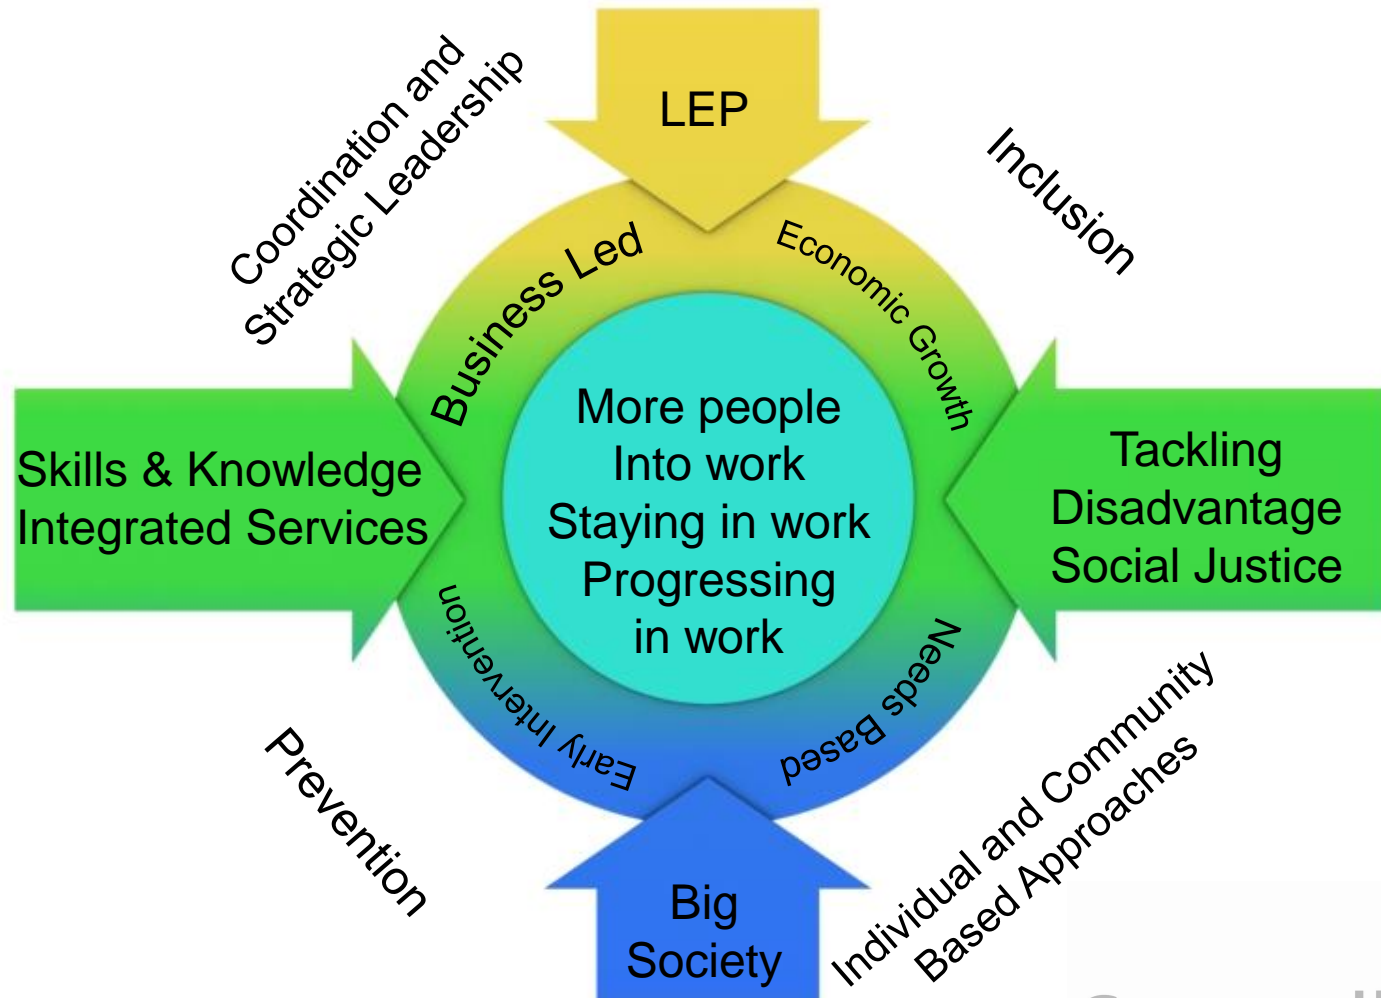 LEP
Coordination and
Strategic Leadership
Inclusion
Business Led
Economic Growth
Skills & Knowledge
Integrated Services
More people
Into work
Staying in work
Progressing
in work
Tackling
Disadvantage
Social Justice
Early Intervention
Needs Based
Prevention
Big
Society
Individual and Community
Based Approaches